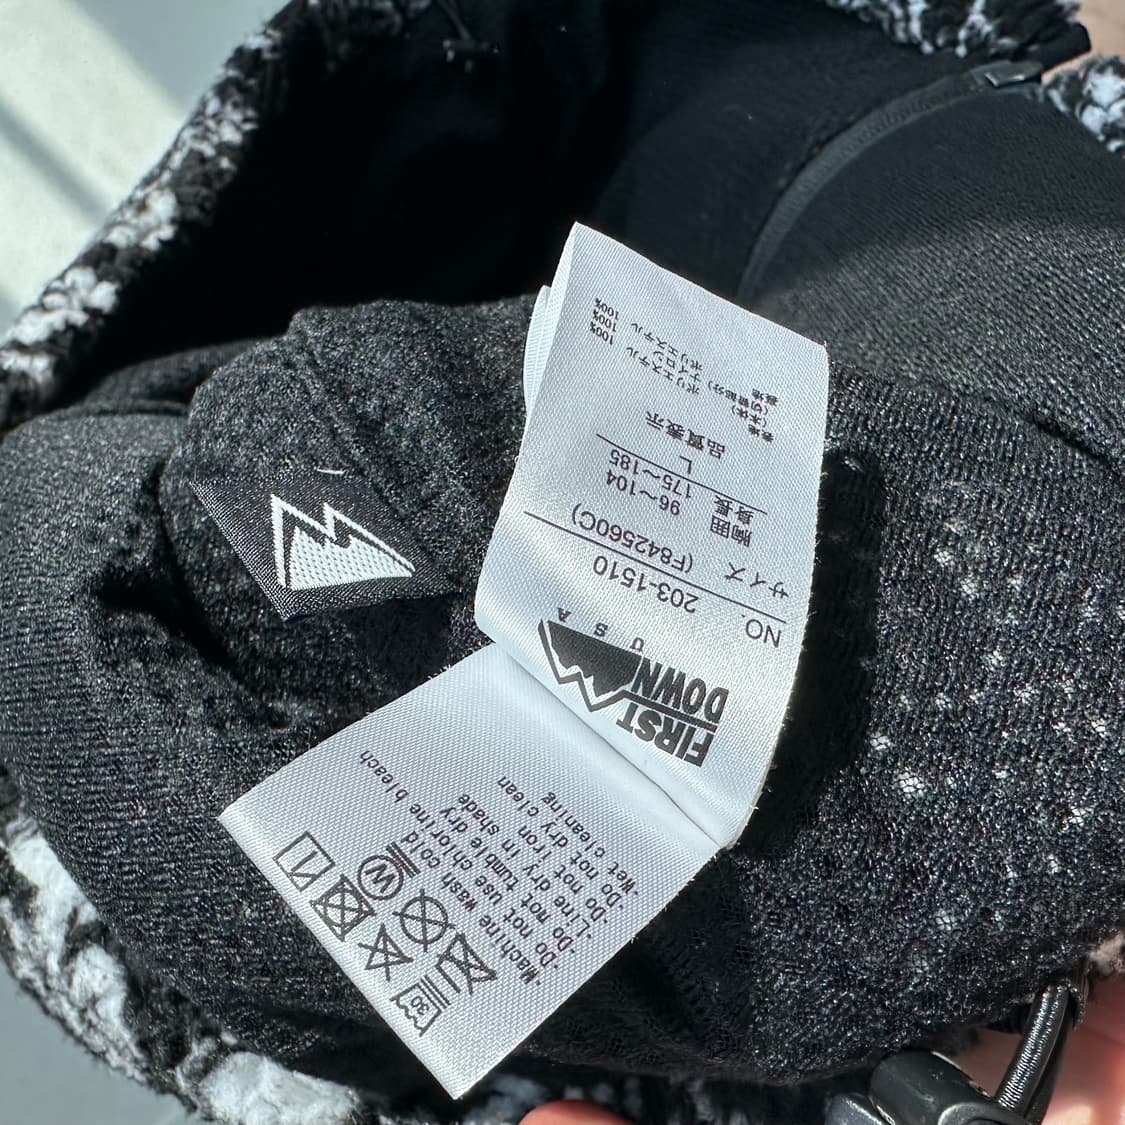 FIRST
DOWN
U S A
NO 203-1510
(F842560C)
サイズ
胸囲 96～104
身長 175～185
L
品質表示
表地
(本体) ポリエステル 100%
(切替部分) ナイロン 100%
裏地 ポリエステル 100%
30
W
·Machine wash cold
·Do not use chlorine bleach
·Do not tumble dry
·Line dry in shade
·Do not iron
·Do not dry clean
·Wet cleaning